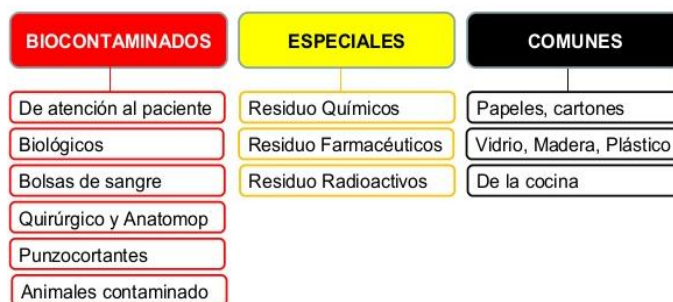 BIOCONTAMINADOS
De atención al paciente
Biológicos
Bolsas de sangre
Quirúrgico y Anatomop
Punzocortantes
Animales contaminado
ESPECIALES
Residuo Químicos
Residuo Farmacéuticos
Residuo Radioactivos
COMUNES
Papeles, cartones
Vidrio, Madera, Plástico
De la cocina